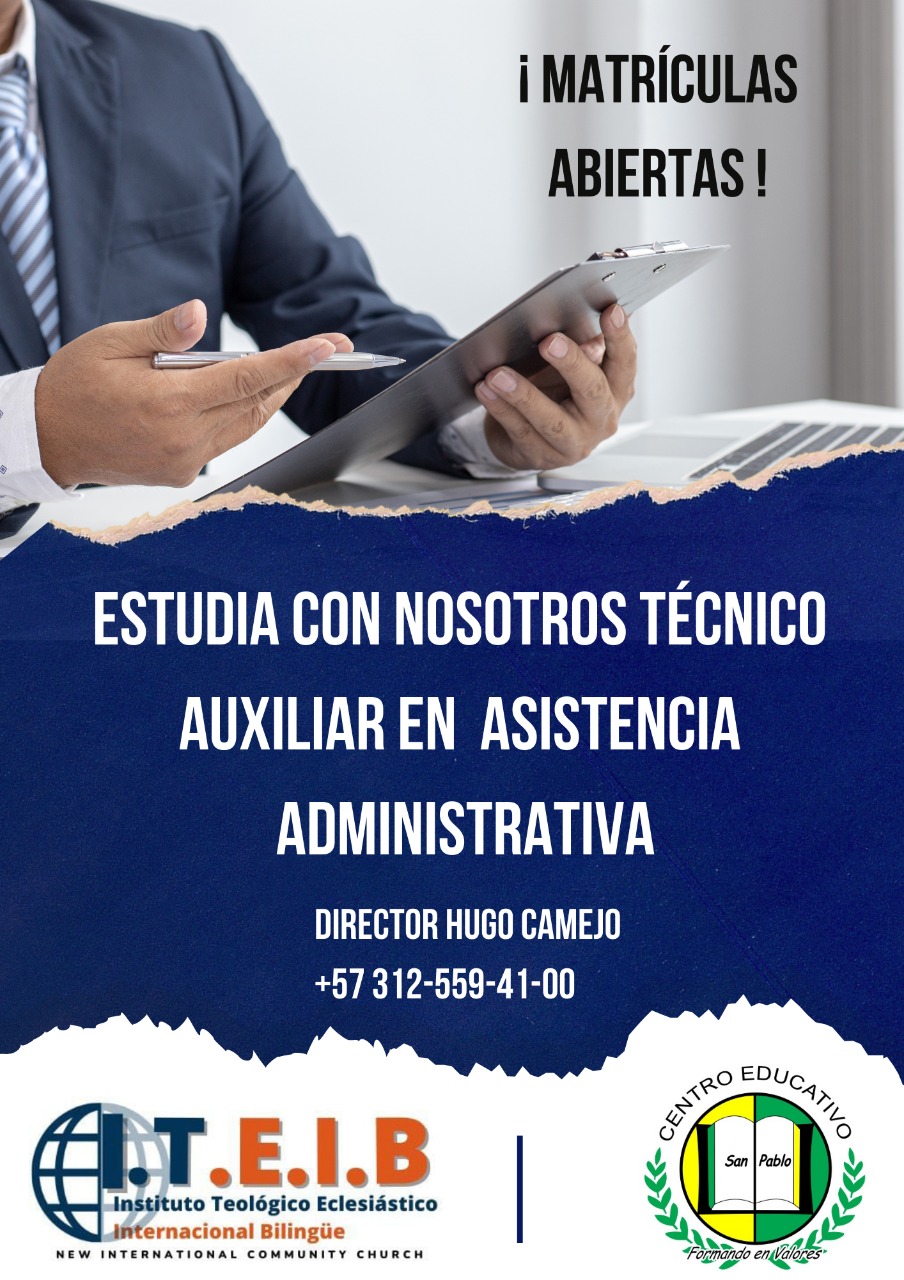 ¡ MATRÍCULAS
ABIERTAS !
ESTUDIA CON NOSOTROS TÉCNICO
AUXILIAR EN ASISTENCIA
ADMINISTRATIVA
DIRECTOR HUGO CAMEJO
+57 312-559-41-00
I.T.E.I.B
Instituto Teológico Eclesiástico
Internacional Bilingüe
NEW INTERNATIONAL COMMUNITY CHURCH
CENTRO EDUCATIVO
San Pablo
Formando en Valores